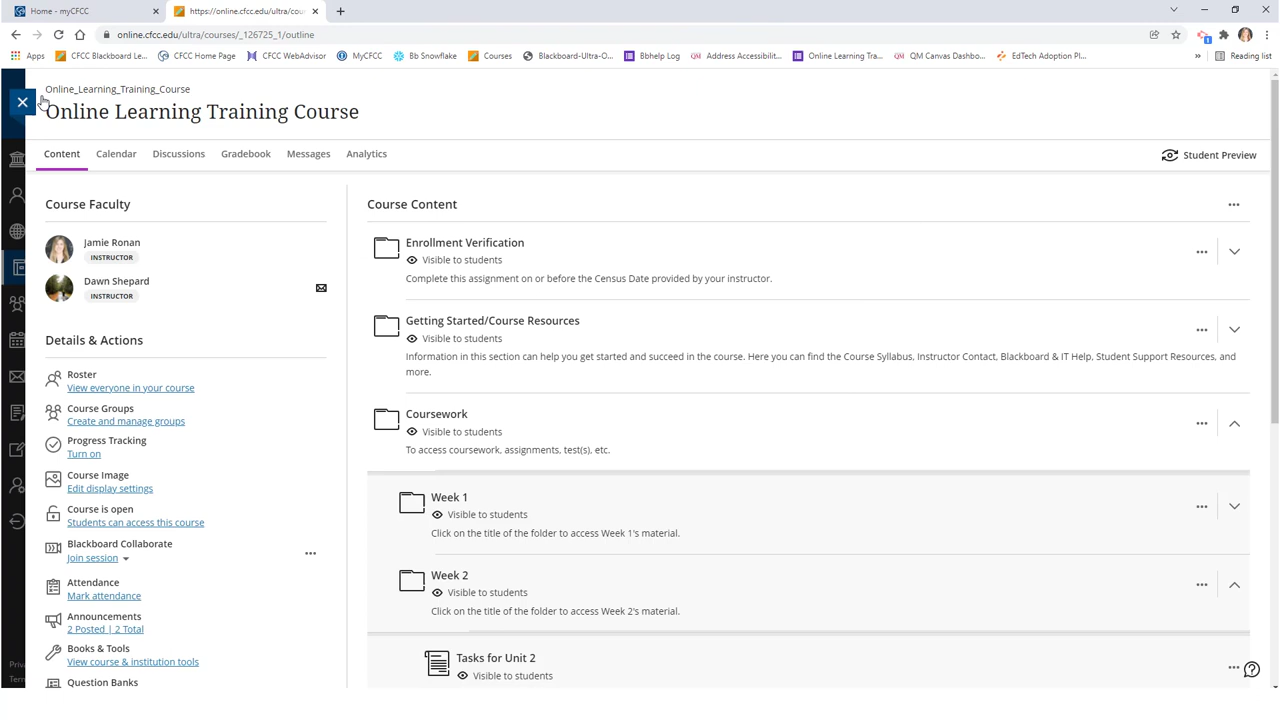 Home - myCFCC
https://online.cfcc.edu/ultra/cour
online.cfcc.edu/ultra/courses/_126725_1/outline
Apps
CFCC Blackboard Le...
CFCC Home Page
CFCC WebAdvisor
MyCFCC
Bb Snowflake
Courses
Blackboard-Ultra-O...
Bbhelp Log
Address Accessibilit...
Online Learning Tra...
QM Canvas Dashbo...
EdTech Adoption Pl...
»
Reading list
Online_Learning_Training_Course
Online Learning Training Course
Content
Calendar
Discussions
Gradebook
Messages
Analytics
Student Preview
Course Faculty
Jamie Ronan
INSTRUCTOR
Dawn Shepard
INSTRUCTOR
Details & Actions
Roster
View everyone in your course
Course Groups
Create and manage groups
Progress Tracking
Turn on
Course Image
Edit display settings
Course is open
Students can access this course
Blackboard Collaborate
Join session
Attendance
Mark attendance
Announcements
2 Posted | 2 Total
Books & Tools
View course & institution tools
Question Banks
Course Content
Enrollment Verification
Visible to students
Complete this assignment on or before the Census Date provided by your instructor.
Getting Started/Course Resources
Visible to students
Information in this section can help you get started and succeed in the course. Here you can find the Course Syllabus, Instructor Contact, Blackboard & IT Help, Student Support Resources, and
more.
Coursework
Visible to students
To access coursework, assignments, test(s), etc.
Week 1
Visible to students
Click on the title of the folder to access Week 1's material.
Week 2
Visible to students
Click on the title of the folder to access Week 2's material.
Tasks for Unit 2
Visible to students
Priva
Term